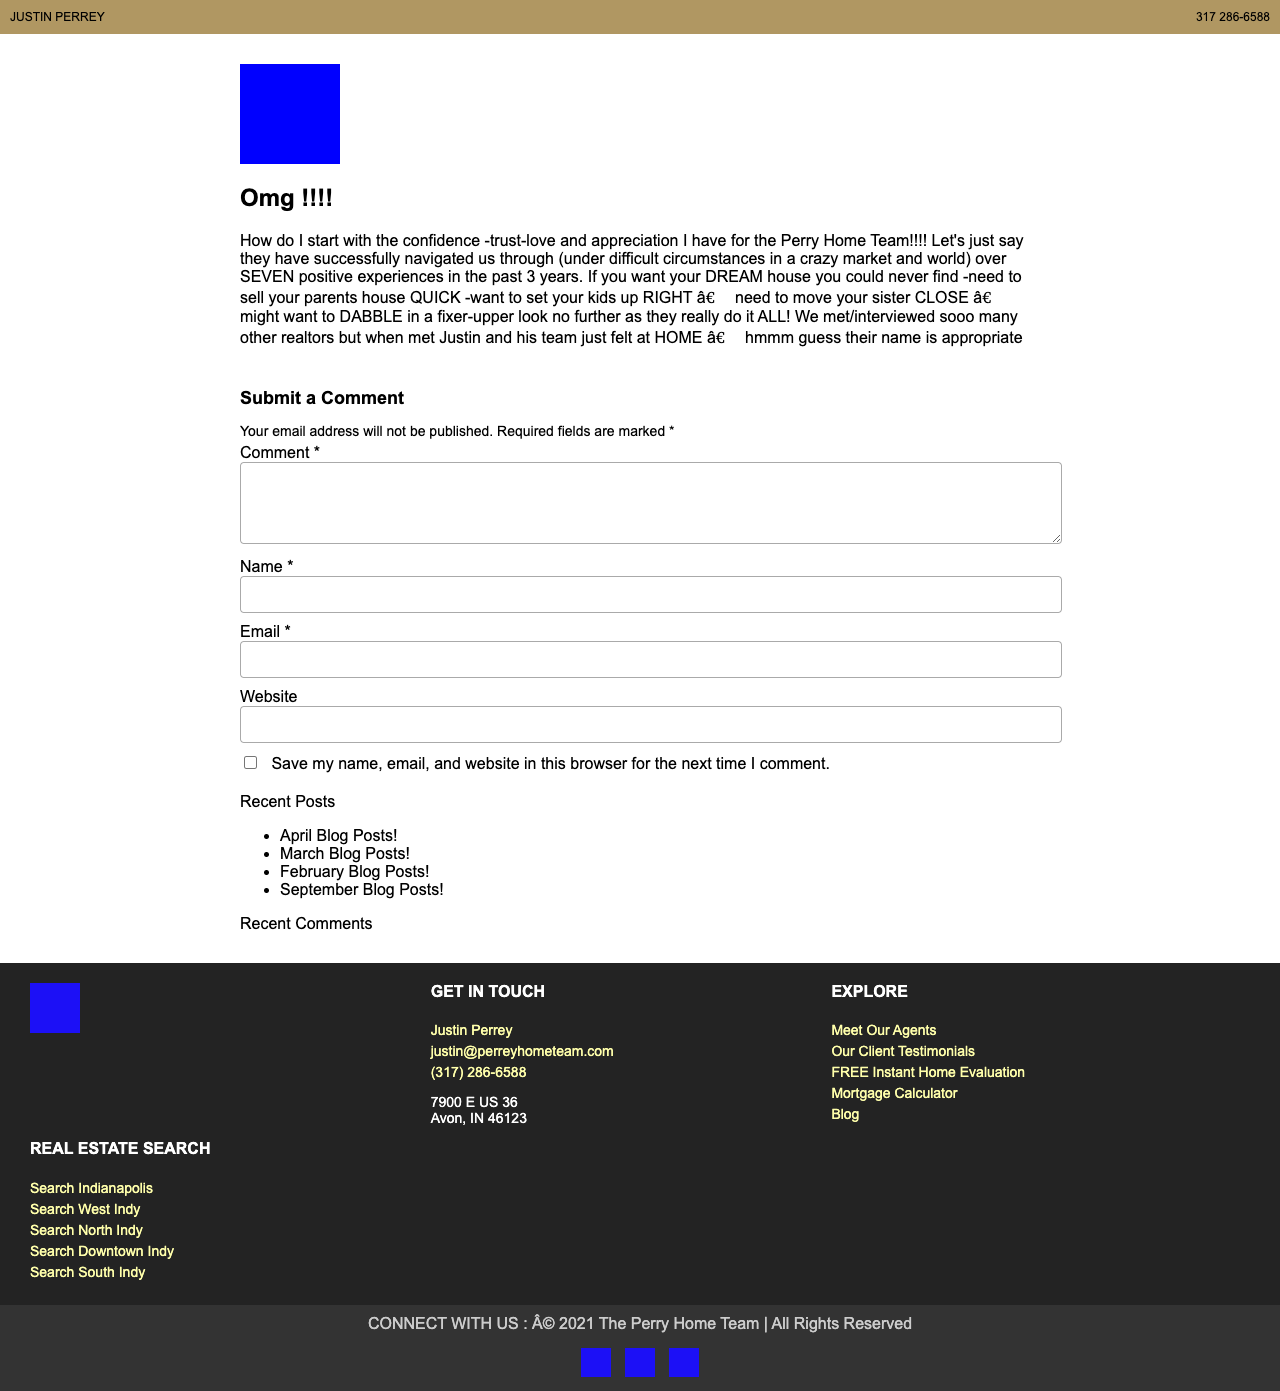 JUSTIN PERREY
317 286-6588
Omg !!!!
How do I start with the confidence -trust-love and appreciation I have for the Perry Home Team!!!! Let's just say
they have successfully navigated us through (under difficult circumstances in a crazy market and world) over
SEVEN positive experiences in the past 3 years. If you want your DREAM house you could never find -need to
sell your parents house QUICK -want to set your kids up RIGHT â€ need to move your sister CLOSE â€
might want to DABBLE in a fixer-upper look no further as they really do it ALL! We met/interviewed sooo many
other realtors but when met Justin and his team just felt at HOME â€ hmmm guess their name is appropriate
Submit a Comment
Your email address will not be published. Required fields are marked *
Comment *
Name *
Email *
Website
Save my name, email, and website in this browser for the next time I comment.
Recent Posts
• April Blog Posts!
• March Blog Posts!
• February Blog Posts!
• September Blog Posts!
Recent Comments
GET IN TOUCH
Justin Perrey
justin@perreyhometeam.com
(317) 286-6588
7900 E US 36
Avon, IN 46123
EXPLORE
Meet Our Agents
Our Client Testimonials
FREE Instant Home Evaluation
Mortgage Calculator
Blog
REAL ESTATE SEARCH
Search Indianapolis
Search West Indy
Search North Indy
Search Downtown Indy
Search South Indy
CONNECT WITH US : Â© 2021 The Perry Home Team | All Rights Reserved